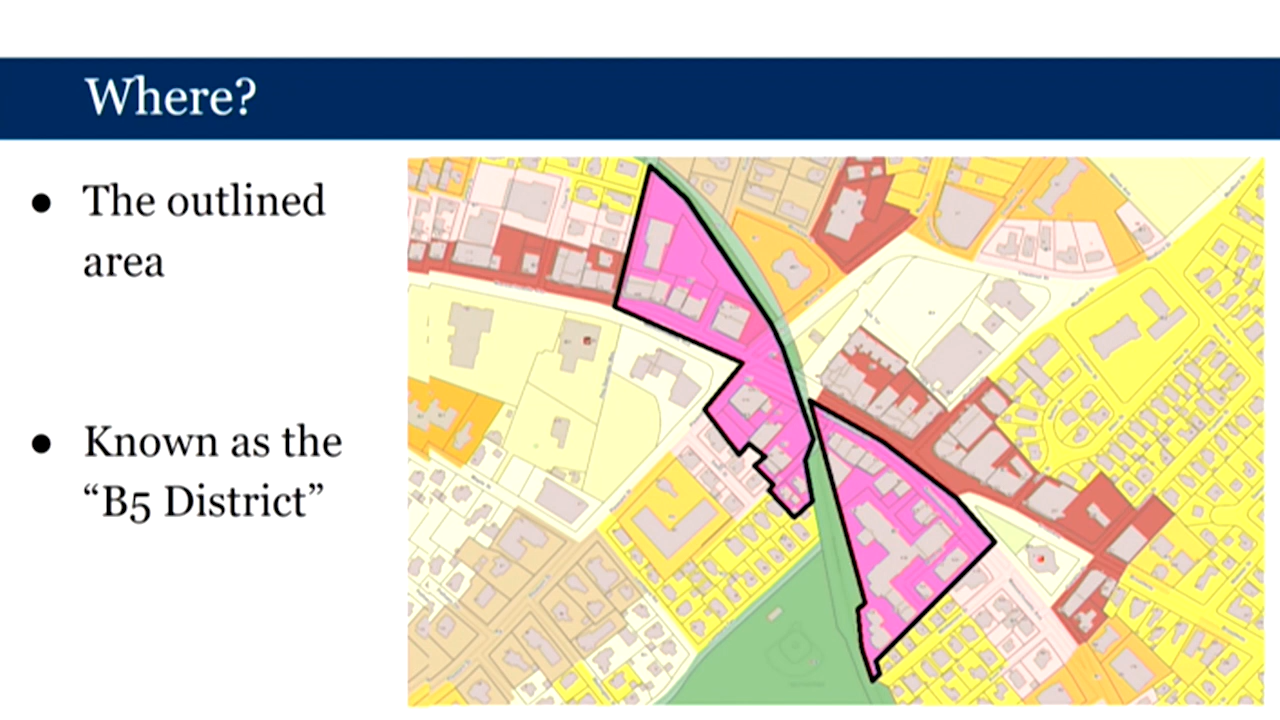 Where?
● The outlined
area
● Known as the
“B5 District”